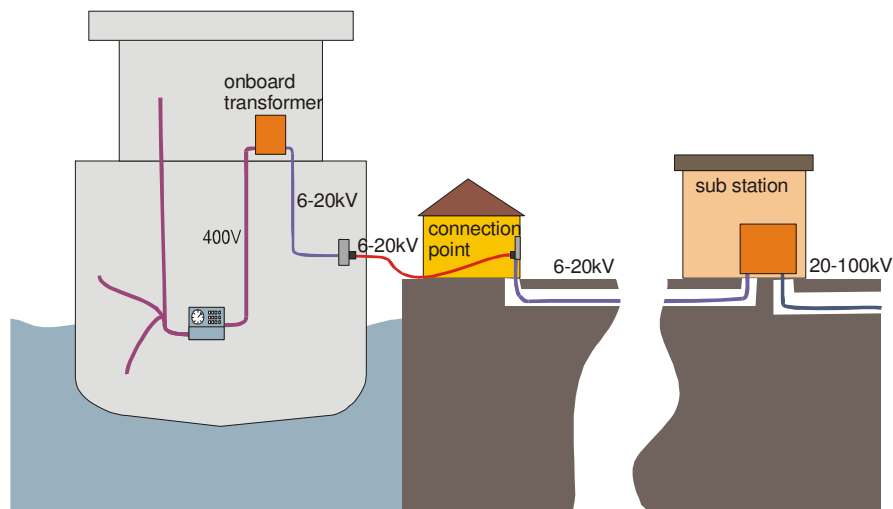 onboard
transformer
6-20kV
400V
6-20kV
connection
point
6-20kV
sub station
20-100kV